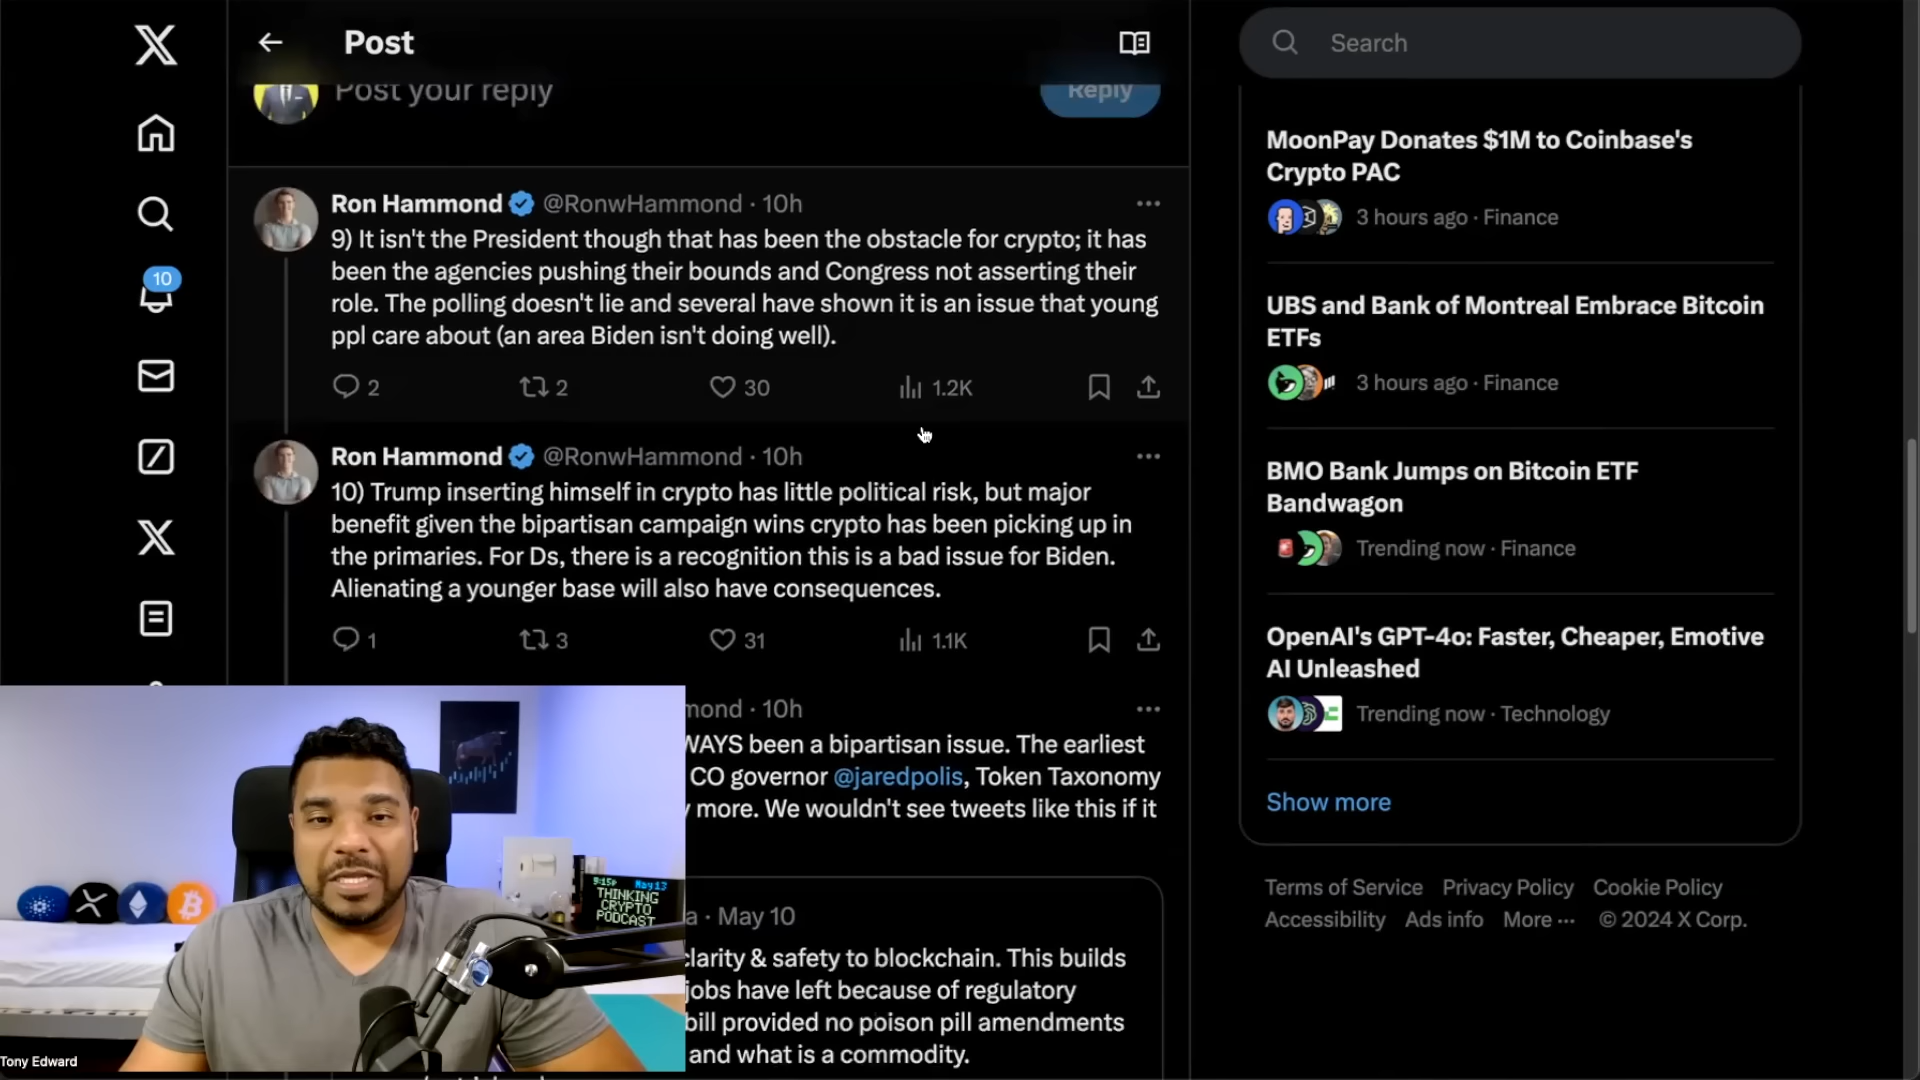 Post
Search
Post your reply
Reply
MoonPay Donates $1M to Coinbase's
Crypto PAC
3 hours ago · Finance
Ron Hammond @RonwHammond · 10h
9) It isn't the President though that has been the obstacle for crypto; it has
been the agencies pushing their bounds and Congress not asserting their
role. The polling doesn't lie and several have shown it is an issue that young
ppl care about (an area Biden isn't doing well).
2 2 30 1.2K
10
UBS and Bank of Montreal Embrace Bitcoin
ETFs
3 hours ago · Finance
Ron Hammond @RonwHammond · 10h
10) Trump inserting himself in crypto has little political risk, but major
benefit given the bipartisan campaign wins crypto has been picking up in
the primaries. For Ds, there is a recognition this is a bad issue for Biden.
Alienating a younger base will also have consequences.
1 3 31 1.1K
BMO Bank Jumps on Bitcoin ETF
Bandwagon
Trending now · Finance
OpenAI's GPT-4o: Faster, Cheaper, Emotive
AI Unleashed
Trending now · Technology
Show more
mond · 10h
WAYS been a bipartisan issue. The earliest
CO governor @jaredpolis, Token Taxonomy
more. We wouldn't see tweets like this if it
a · May 10
clarity & safety to blockchain. This builds
jobs have left because of regulatory
bill provided no poison pill amendments
and what is a commodity.
Terms of Service Privacy Policy Cookie Policy
Accessibility Ads info More ··· © 2024 X Corp.
9:15P May13
THINKING
CRYPTO
PODCAST
Tony Edward